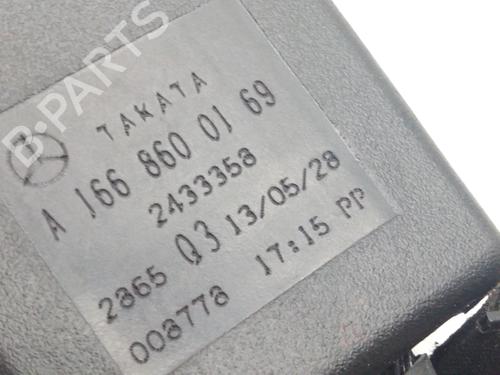 B-PARTS
TAKATA
A 166 860 01 69
2433358
2865 Q3 13/05/28
008778 17:15 PP